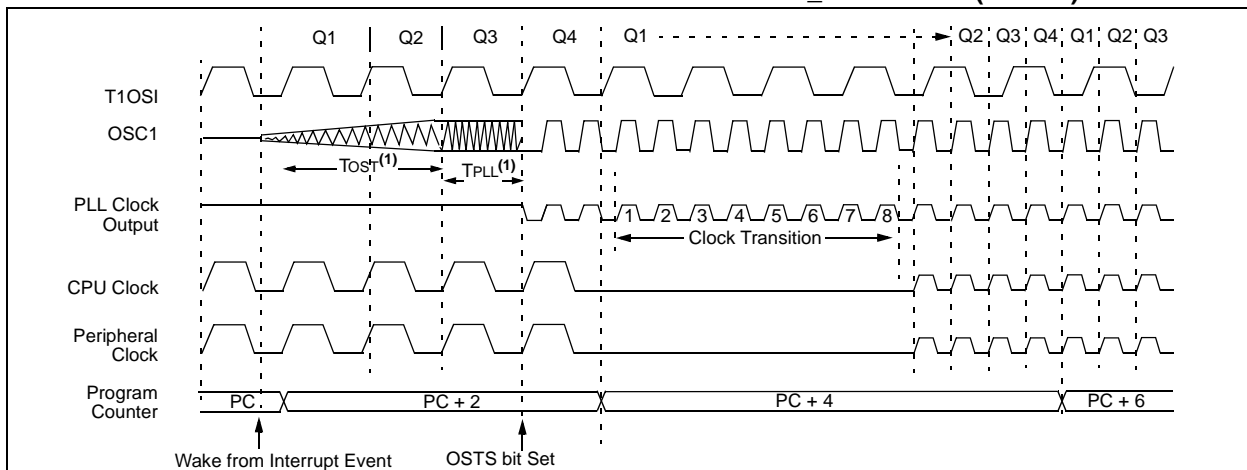 Q1 Q2 Q3 Q4 Q1 Q2 Q3 Q4 Q1 Q2 Q3
T1OSI
OSC1
TOST(1) TPLL(1)
PLL Clock
Output
1 2 3 4 5 6 7 8
Clock Transition
CPU Clock
Peripheral
Clock
Program
Counter
PC PC + 2 PC + 4 PC + 6
Wake from Interrupt Event OSTS bit Set